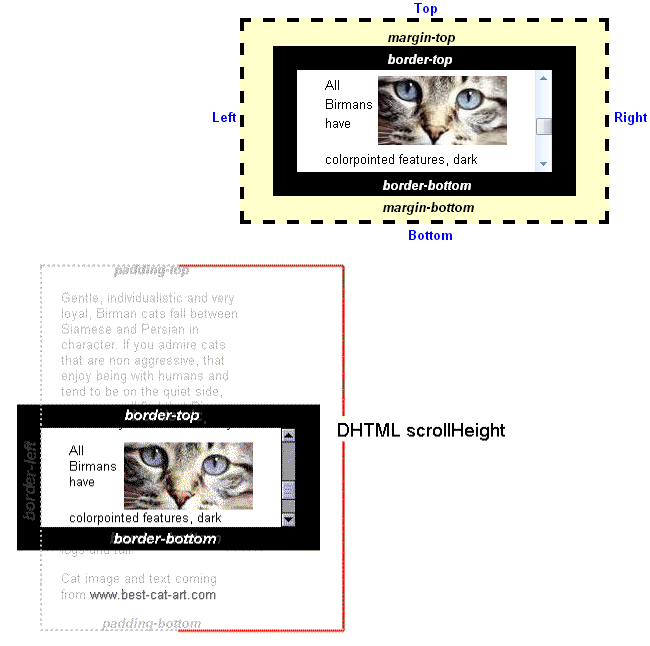 Top
margin-top
border-top
Left
All
Birmans
have
Right
colorpointed features, dark
border-bottom
margin-bottom
Bottom
padding-top
Gentle, individualistic and very
loyal, Birman cats fall between
Siamese and Persian in
character. If you admire cats
that are non aggressive, that
enjoy being with humans and
tend to be on the quiet side,
border-top
DHTML scrollHeight
border-left
All
Birmans
have
colorpointed features, dark
border-bottom
Cat image and text coming
from www.best-cat-art.com
padding-bottom